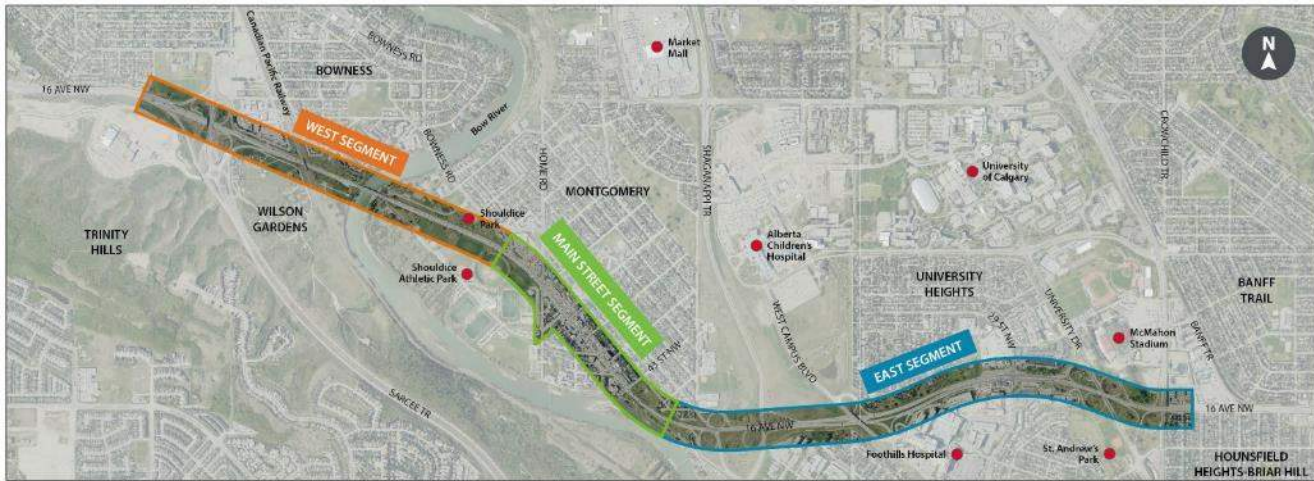 16 AVE NW
Canadian Pacific Railway
BOWNESS RD
BOWNESS
Bow River
BOWNESS RD
WEST SEGMENT
HOME RD
Market
Mall
N
TRINITY
HILLS
WILSON
GARDENS
Shouldice
Park
Shouldice
Athletic Park
MONTGOMERY
MAIN STREET SEGMENT
43 ST NW
SARCEE TR
SHAGANAPPI TR
Alberta
Children's
Hospital
WEST CAMPUS BLVD
University
of Calgary
CROWCHILD TR
UNIVERSITY
HEIGHTS
29 ST NW
UNIVERSITY DR
BANFF
TRAIL
McMahon
Stadium
BANFF TR
EAST SEGMENT
16 AVE NW
16 AVE NW
Foothills Hospital
St. Andrew's
Park
HOUNSFIELD
HEIGHTS-BRIAR HILL